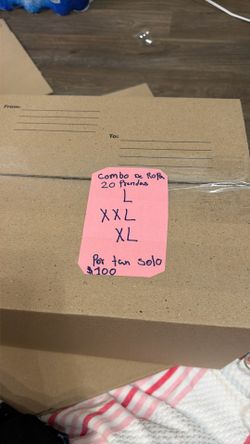 From:
To:
Combo de Ropa
20 Prendas
L
XXL
XL
Por tan solo
$100